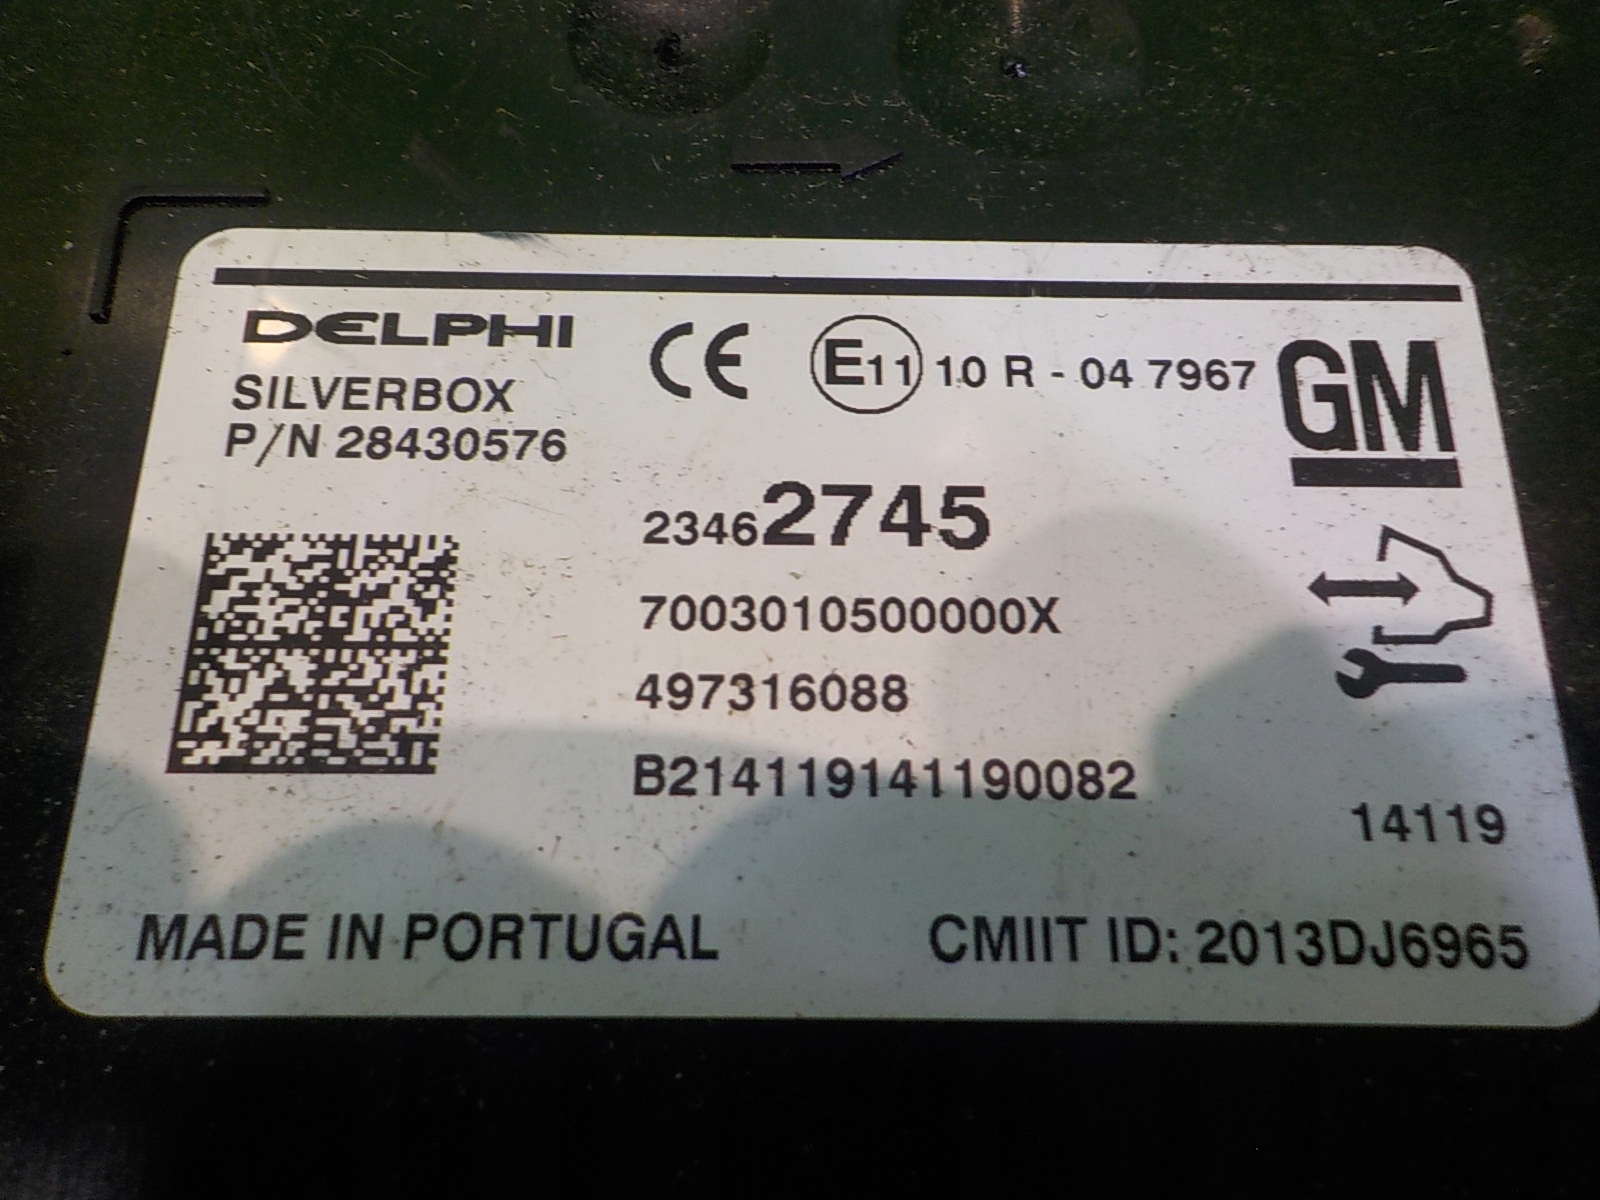 DELPHI
SILVERBOX
P/N 28430576
CE E11 10 R - 04 7967
GM
23462745
7003010500000X
497316088
B214119141190082
14119
MADE IN PORTUGAL
CMIIT ID: 2013DJ6965